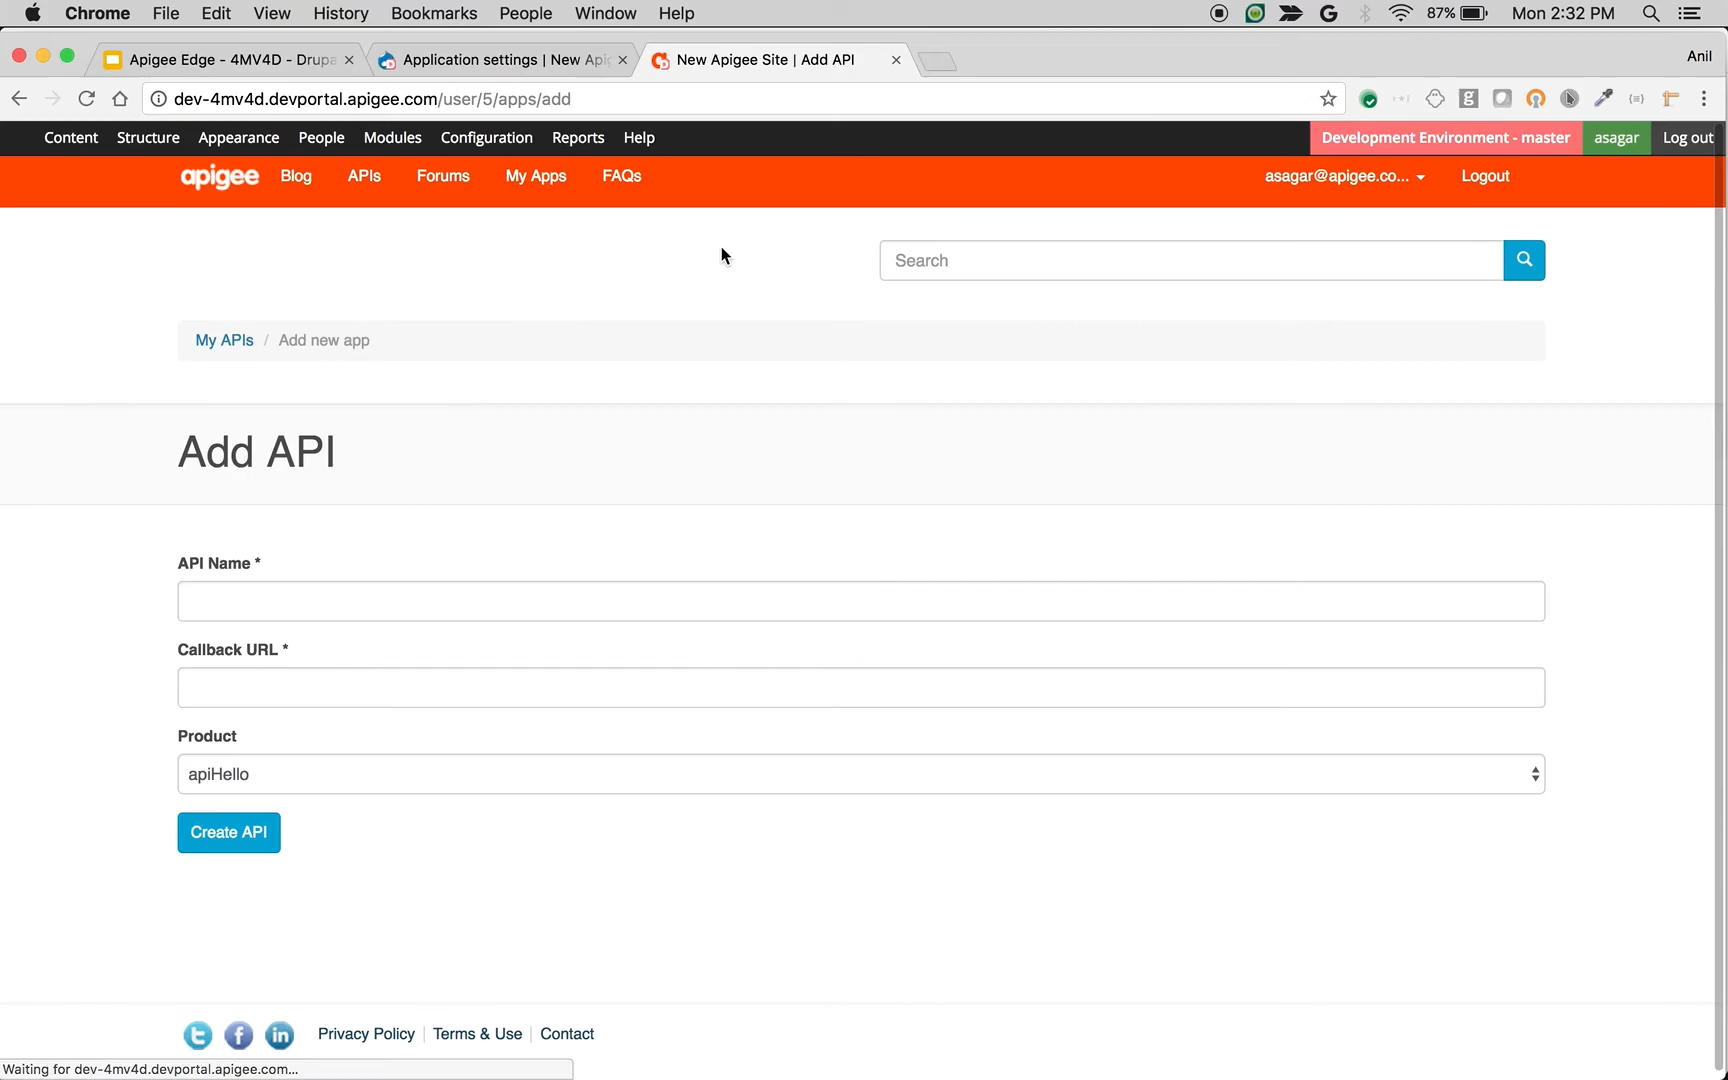 Chrome File Edit View History Bookmarks People Window Help 87% Mon 2:32 PM
Apigee Edge - 4MV4D - Drupa Application settings | New Apig New Apigee Site | Add API Anil
dev-4mv4d.devportal.apigee.com/user/5/apps/add
Content Structure Appearance People Modules Configuration Reports Help Development Environment - master asagar Log out
apigee Blog APIs Forums My Apps FAQs asagar@apigee.co... Logout
Search
My APIs / Add new app
Add API
API Name *
Callback URL *
Product
apiHello
Create API
Privacy Policy Terms & Use Contact
Waiting for dev-4mv4d.devportal.apigee.com...